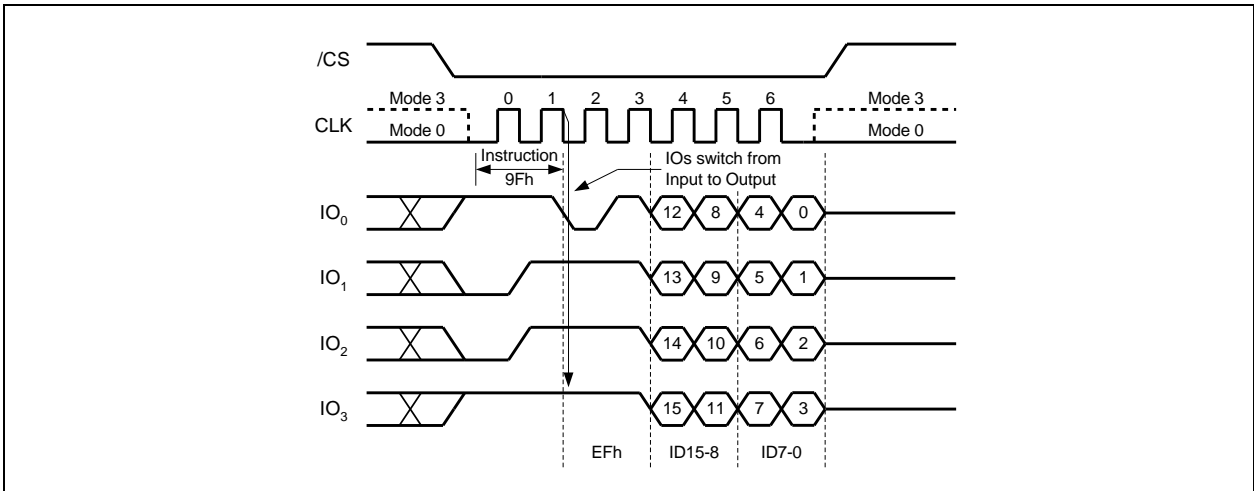 /CS
Mode 3 0 1 2 3 4 5 6 Mode 3
CLK
Mode 0 Mode 0
Instruction
9Fh
IOs switch from
Input to Output
IO0 12 8 4 0
IO1 13 9 5 1
IO2 14 10 6 2
IO3 15 11 7 3
EFh ID15-8 ID7-0